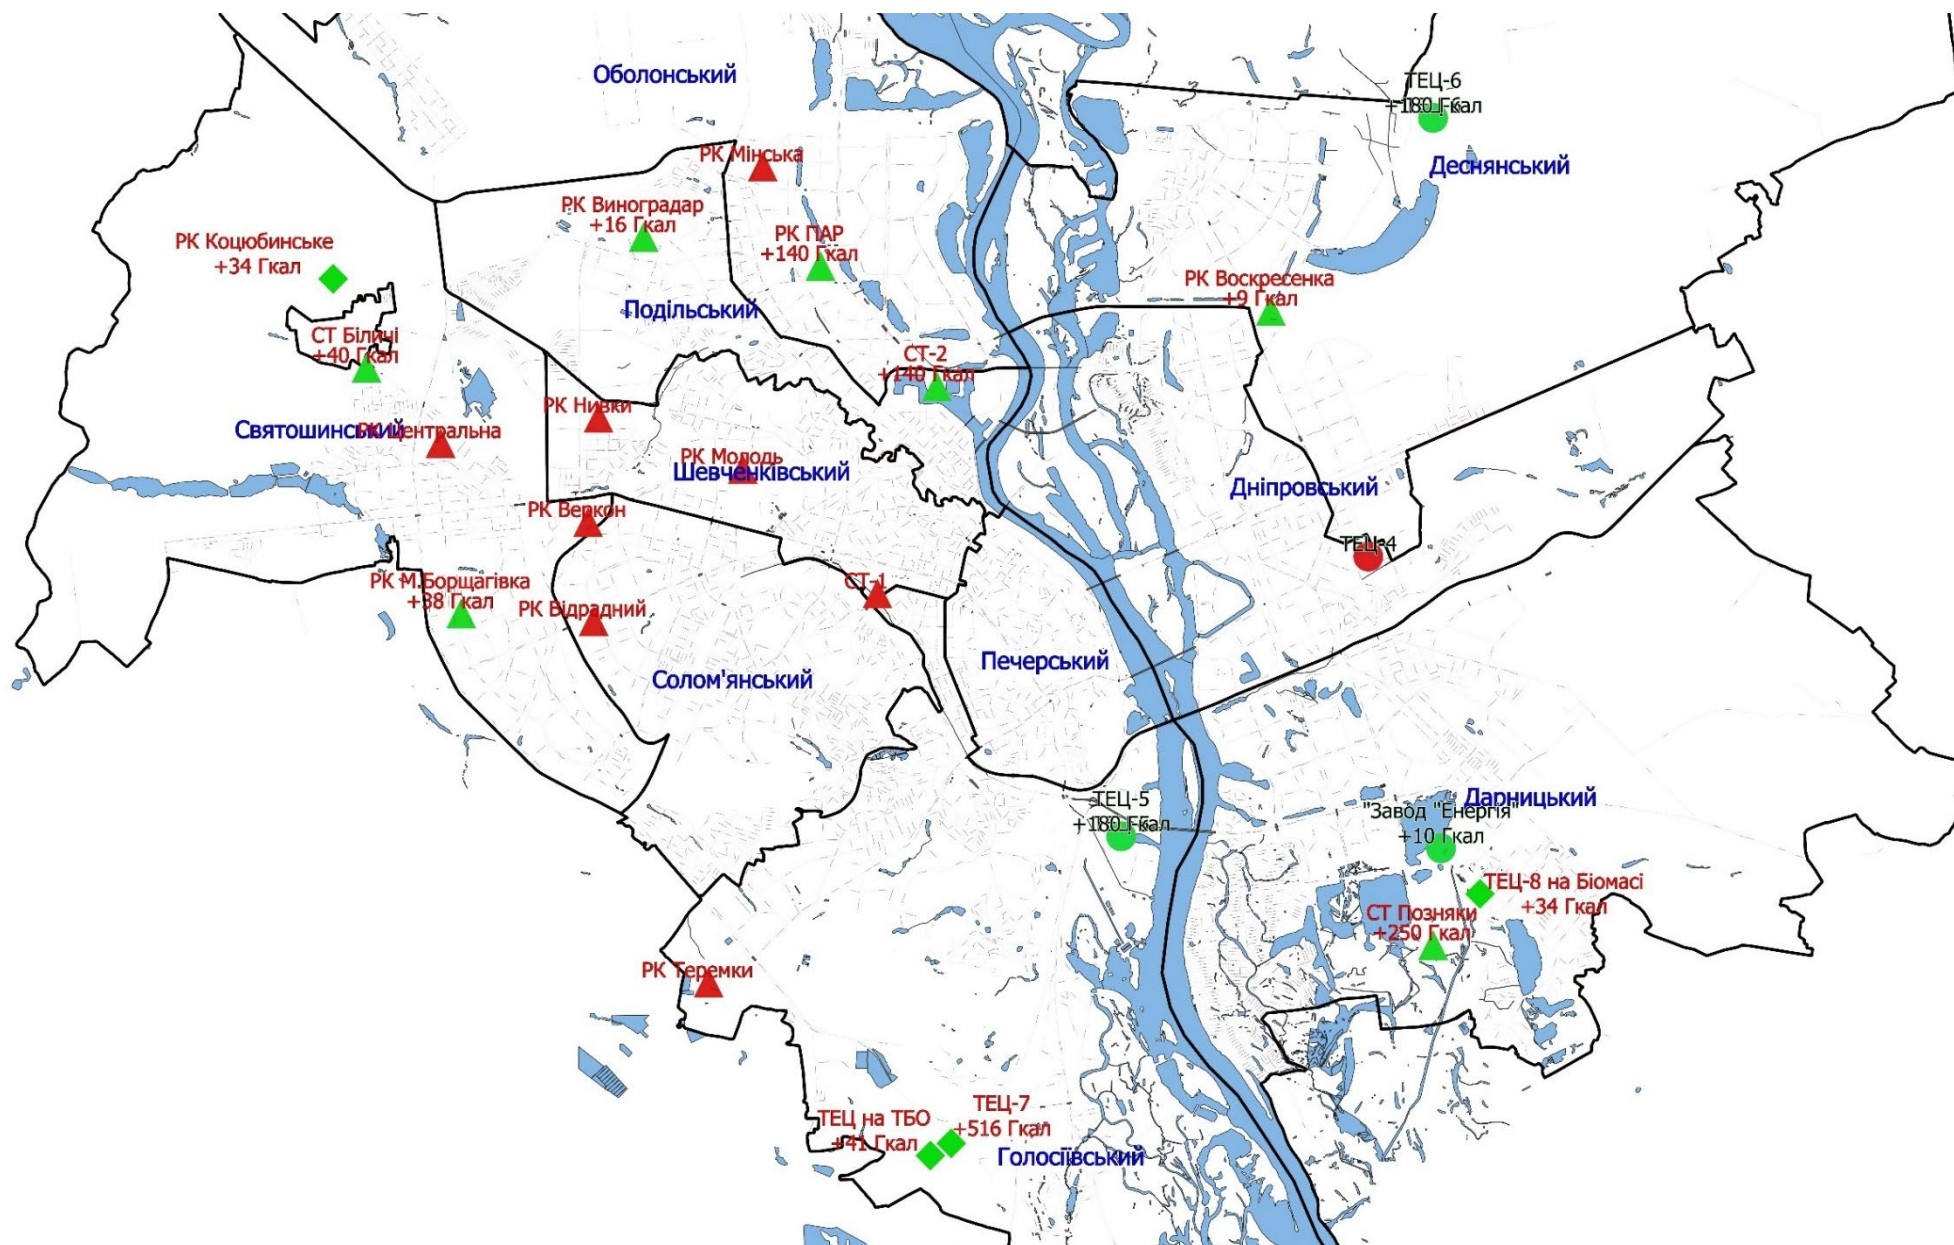 Оболонський
ТЕЦ-6
+180 Гкал
Деснянський
РК Мінська
РК Виноградар
+16 Гкал
РК ПАР
+140 Гкал
РК Коцюбинське
+34 Гкал
РК Воскресенка
+9 Гкал
Подільський
СТ Біличі
+40 Гкал
СТ-2
+140 Гкал
РК Нивки
Святошинський
РК Центральна
РК Молодь
Шевченківський
Дніпровський
РК Веркон
ТЕЦ-4
РК М.Борщагівка
+38 Гкал
РК Відрадний
СТ-1
Солом'янський
Печерський
ТЕЦ-5
+180 Гкал
Дарницький
"Завод "Енергія"
+10 Гкал
ТЕЦ-8 на Біомасі
+34 Гкал
СТ Позняки
+250 Гкал
РК Теремки
ТЕЦ на ТБО
+41 Гкал
ТЕЦ-7
+516 Гкал
Голосіївський